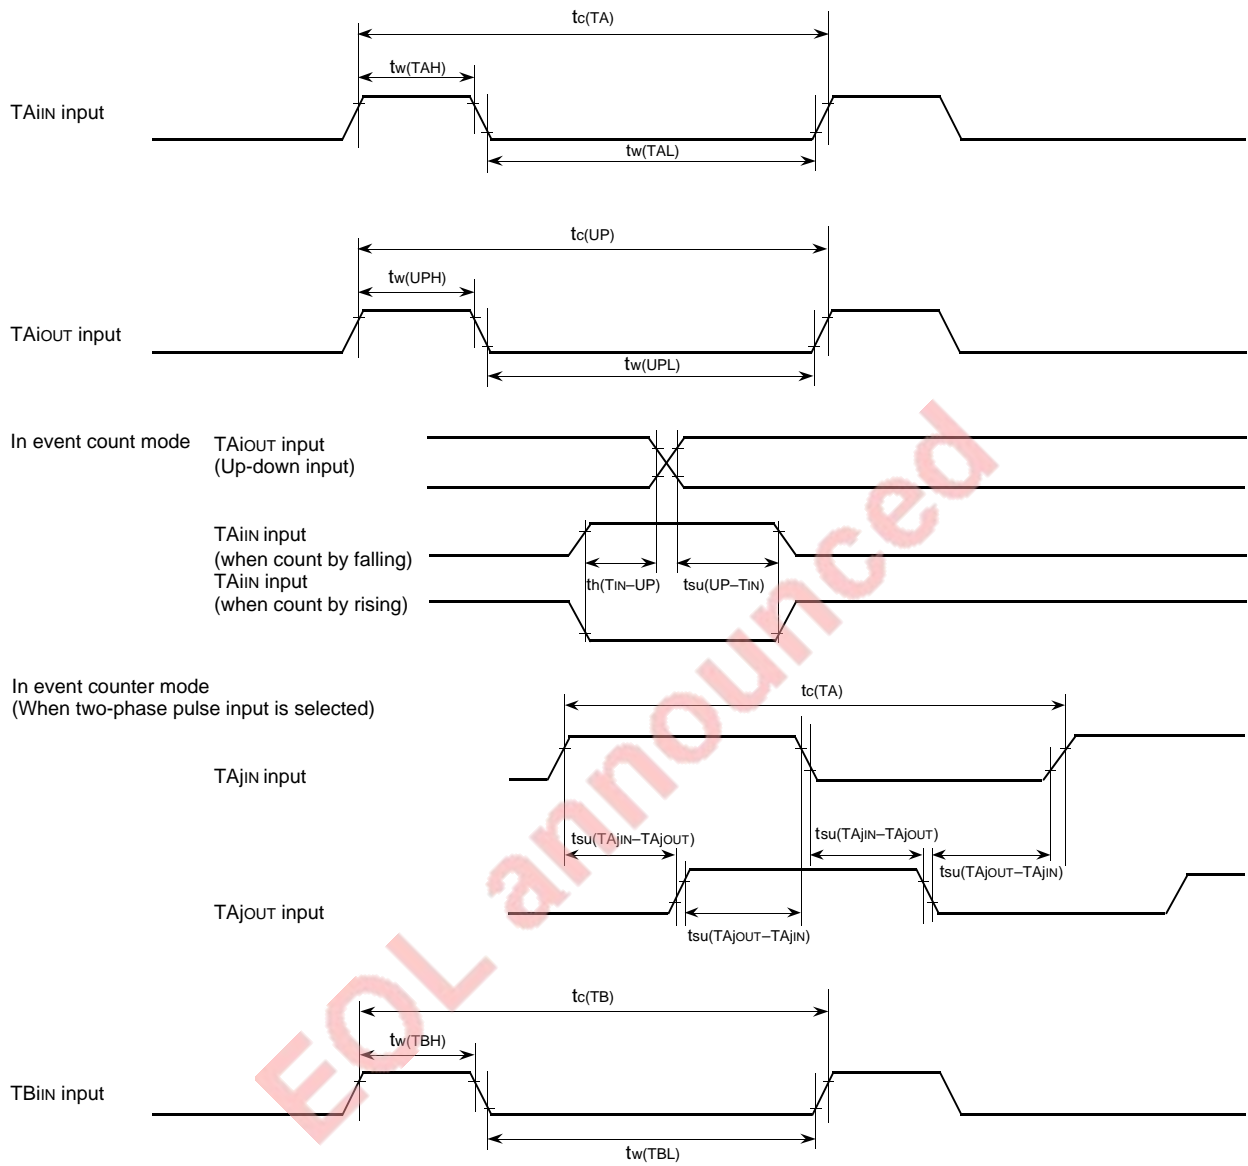 tc(TA)
tw(TAH)
TAiIN input
tw(TAL)
tc(UP)
tw(UPH)
TAiOUT input
tw(UPL)
In event count mode
TAiOUT input
(Up-down input)
TAiIN input
(when count by falling)
th(TIN–UP)
tsu(UP–TIN)
TAiIN input
(when count by rising)
In event counter mode
(When two-phase pulse input is selected)
tc(TA)
TAjIN input
tsu(TAjIN–TAjOUT)
tsu(TAjIN–TAjOUT)
tsu(TAjOUT–TAjIN)
TAjOUT input
tsu(TAjOUT–TAjIN)
tc(TB)
tw(TBH)
TBiIN input
tw(TBL)
EOL announced